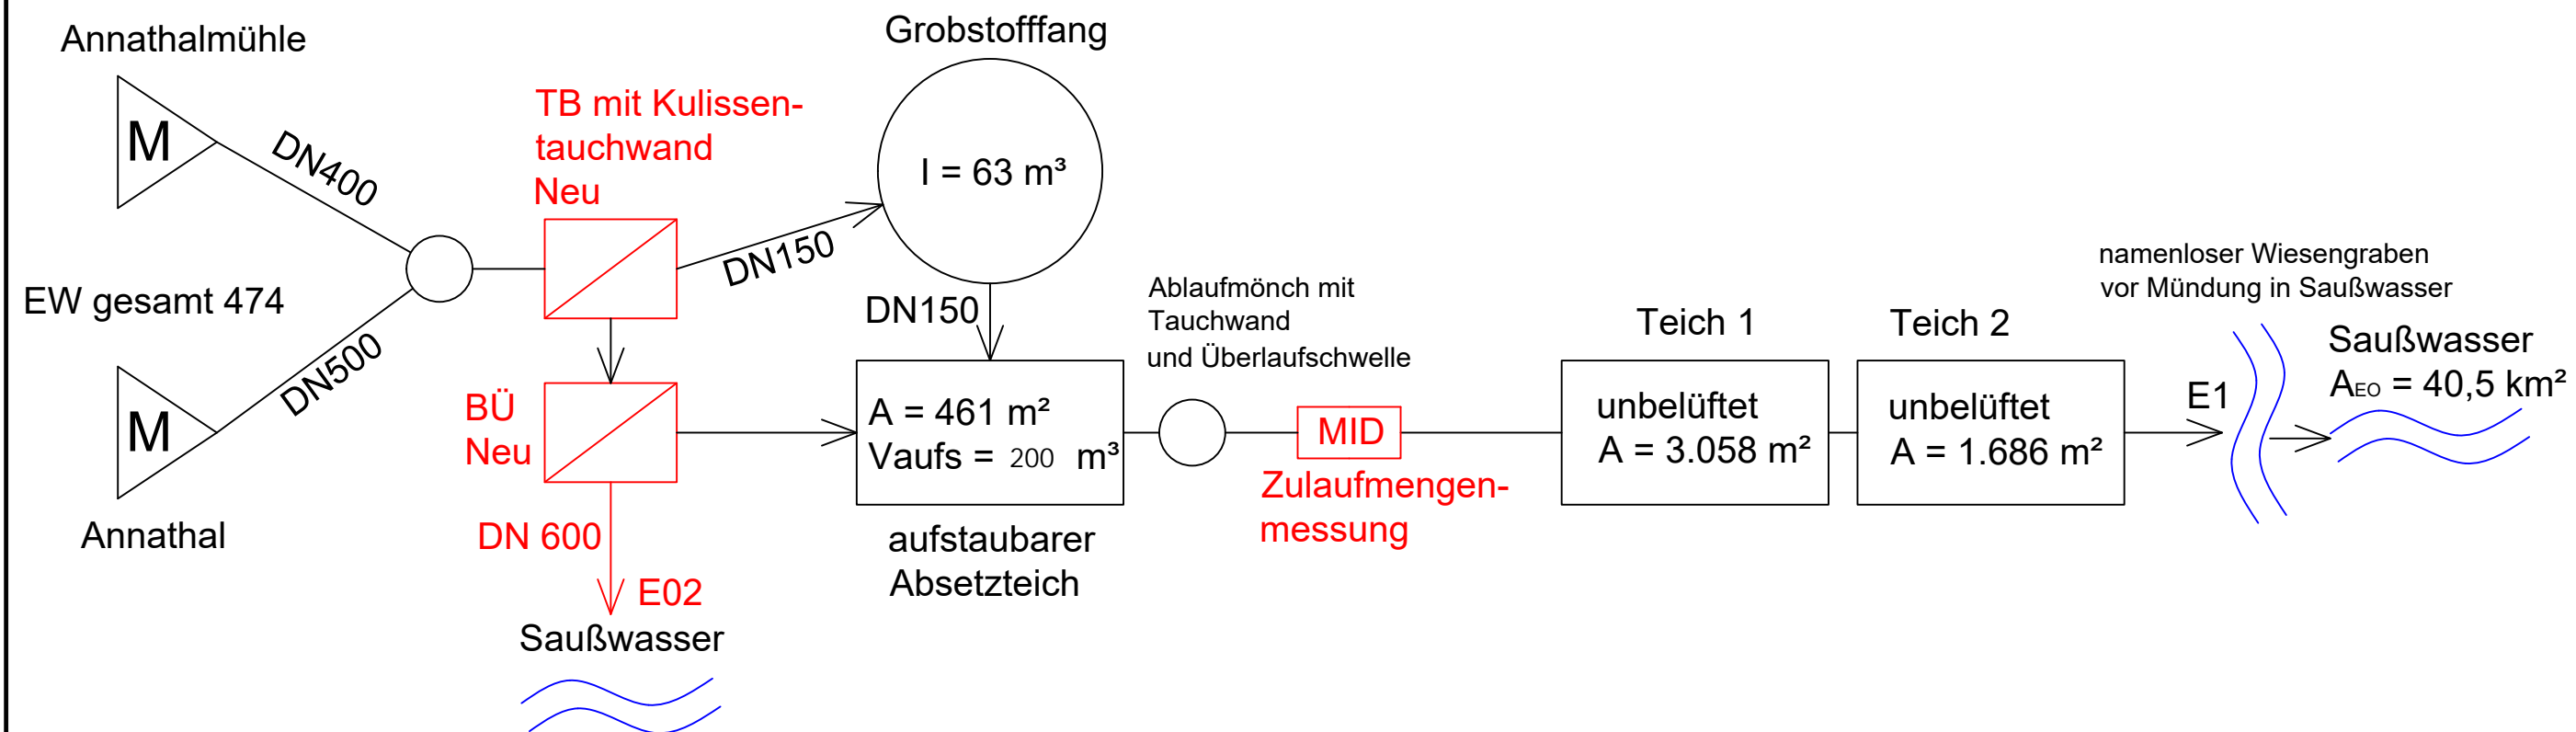 Annathalmühle
M
DN400
EW gesamt 474
DN500
M
Annathal
TB mit Kulissen-
tauchwand
Neu
BÜ
Neu
DN 600
E02
Saußwasser
Grobstofffang
I = 63 m³
DN150
DN150
A = 461 m²
Vaufs = 200 m³
aufstaubarer
Absetzteich
Ablaufmönch mit
Tauchwand
und Überlaufschwelle
MID
Zulaufmengen-
messung
Teich 1
unbelüftet
A = 3.058 m²
Teich 2
unbelüftet
A = 1.686 m²
E1
namenloser Wiesengraben
vor Mündung in Saußwasser
Saußwasser
AEO = 40,5 km²